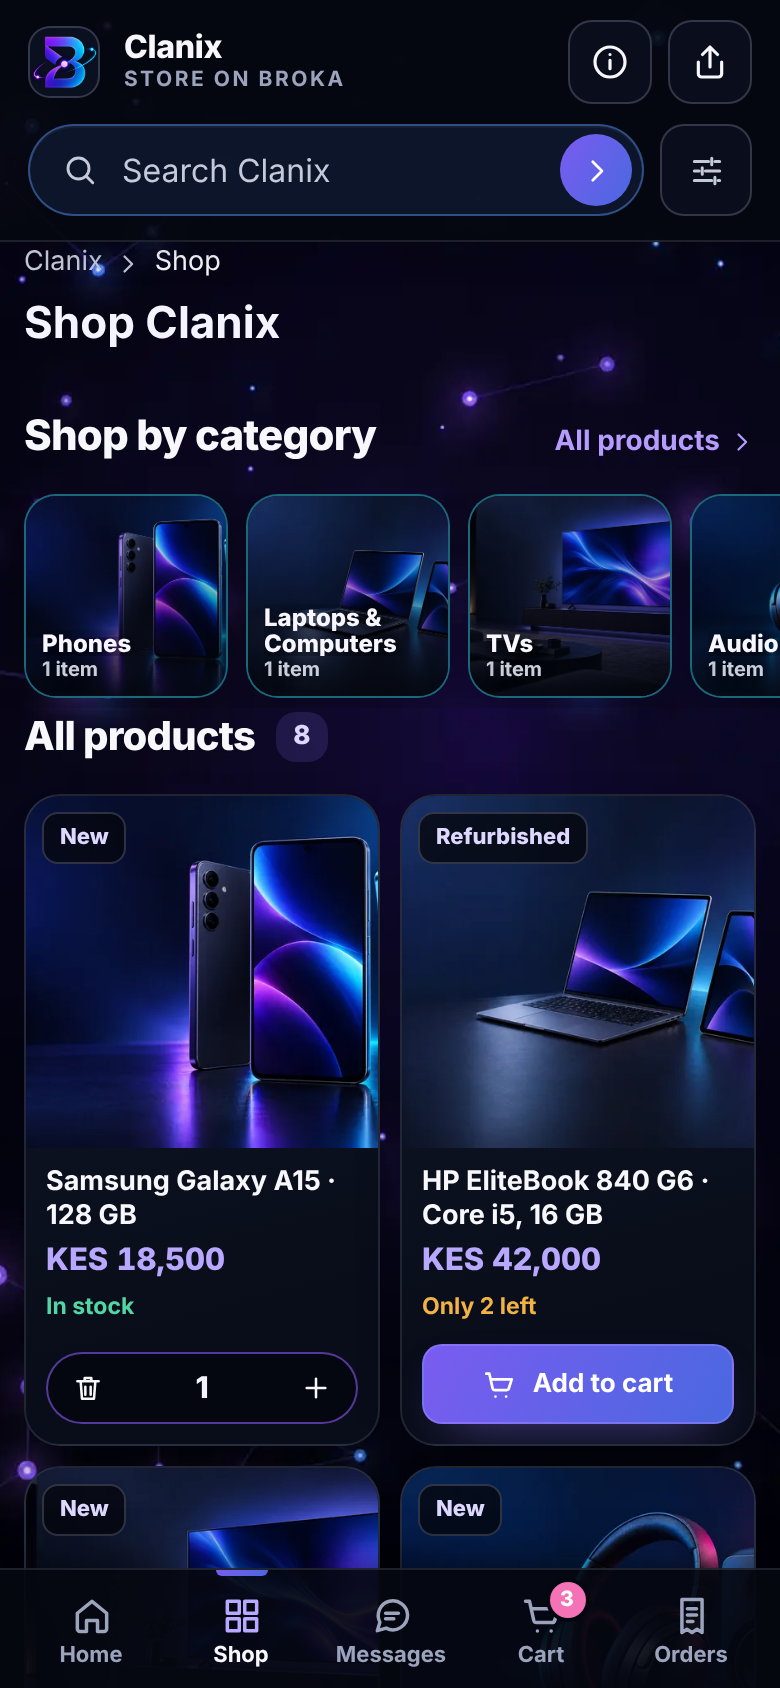 Clanix
STORE ON BROKA
Search Clanix
Clanix > Shop
Shop Clanix
Shop by category
All products >
Phones
1 item
Laptops &
Computers
1 item
TVs
1 item
Audio
1 item
All products 8
New
Samsung Galaxy A15 ·
128 GB
KES 18,500
In stock
1
Refurbished
HP EliteBook 840 G6 ·
Core i5, 16 GB
KES 42,000
Only 2 left
Add to cart
New
New
Home
Shop
Messages
3
Cart
Orders